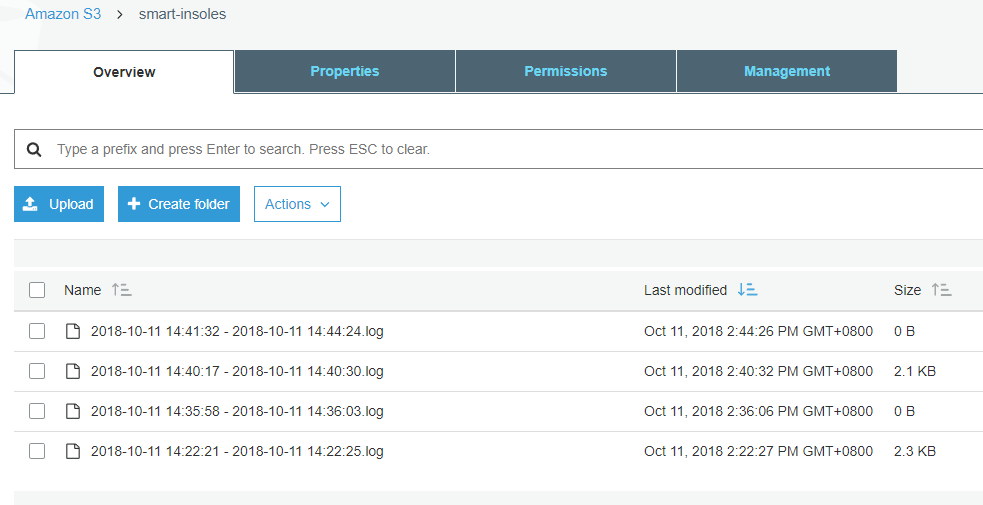 Amazon S3 > smart-insoles
Overview Properties Permissions Management
Type a prefix and press Enter to search. Press ESC to clear.
Upload Create folder Actions
Name Last modified Size
2018-10-11 14:41:32 - 2018-10-11 14:44:24.log Oct 11, 2018 2:44:26 PM GMT+0800 0 B
2018-10-11 14:40:17 - 2018-10-11 14:40:30.log Oct 11, 2018 2:40:32 PM GMT+0800 2.1 KB
2018-10-11 14:35:58 - 2018-10-11 14:36:03.log Oct 11, 2018 2:36:06 PM GMT+0800 0 B
2018-10-11 14:22:21 - 2018-10-11 14:22:25.log Oct 11, 2018 2:22:27 PM GMT+0800 2.3 KB